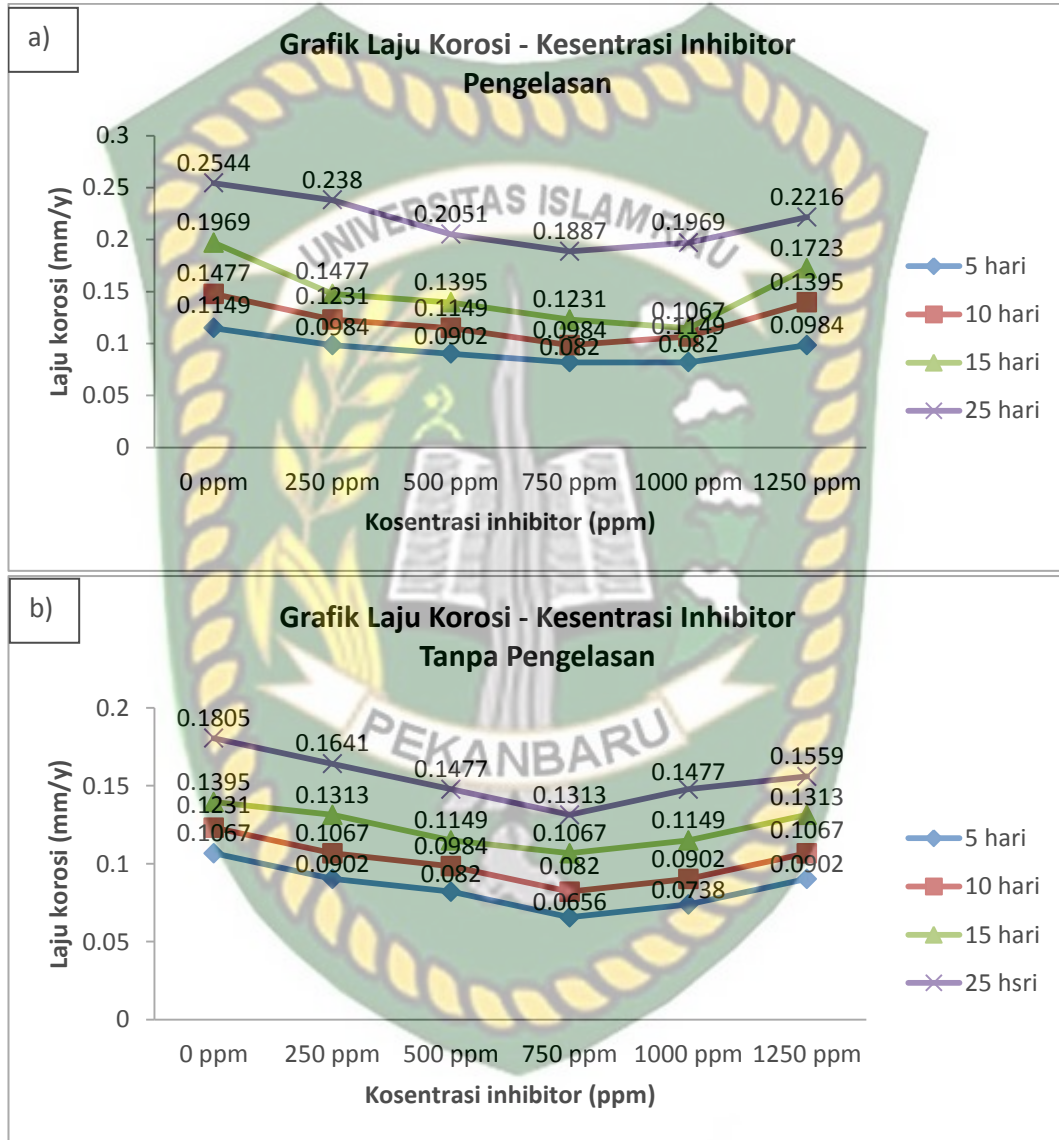 a)
Grafik Laju Korosi - Kesentrasi Inhibitor
Pengelasan
Laju korosi (mm/y)
0.3
0.25
0.2
0.15
0.1
0.05
0
0.2544
0.238
0.2051
0.1887
0.1969
0.2216
0.1969
0.1477
0.1395
0.1231
0.1149
0.1723
0.1477
0.1231
0.1149
0.0984
0.1067
0.1395
0.1149
0.0984
0.0902
0.082
0.082
0.0984
0 ppm 250 ppm 500 ppm 750 ppm 1000 ppm 1250 ppm
Kosentrasi inhibitor (ppm)
5 hari
10 hari
15 hari
25 hari
UNIVERSITAS ISLAM RIAU
b)
Grafik Laju Korosi - Kesentrasi Inhibitor
Tanpa Pengelasan
Laju korosi (mm/y)
0.2
0.15
0.1
0.05
0
0.1805
0.1641
0.1477
0.1313
0.1477
0.1559
0.1395
0.1313
0.1149
0.1067
0.1149
0.1313
0.1231
0.1067
0.0984
0.082
0.0902
0.1067
0.1067
0.0902
0.082
0.0656
0.0738
0.0902
0 ppm 250 ppm 500 ppm 750 ppm 1000 ppm 1250 ppm
Kosentrasi inhibitor (ppm)
5 hari
10 hari
15 hari
25 hsri
PEKANBARU